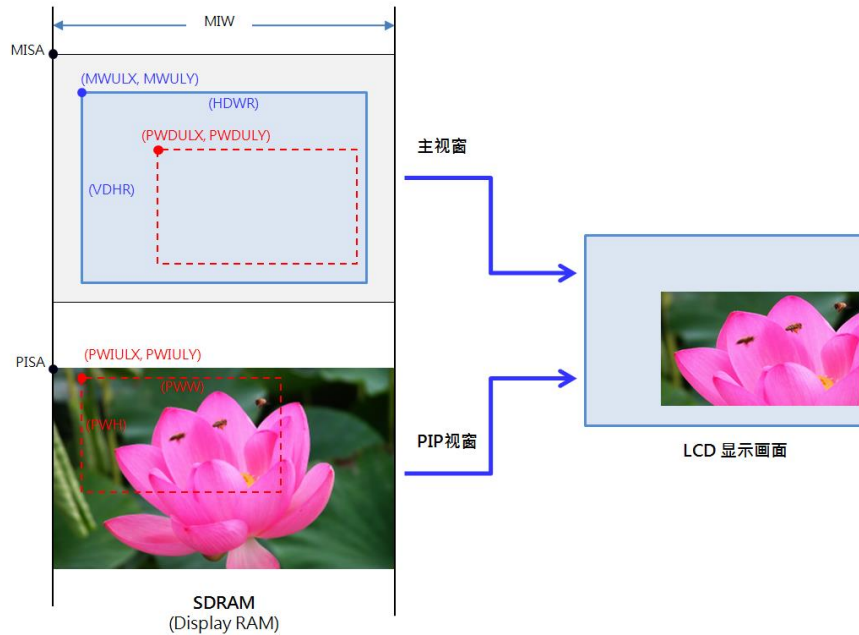 MIW
MISA
(MWULX, MWULY)
(HDWR)
(PWDULX, PWDULY)
(VDHR)
主视窗
PISA
(PWIULX, PWIULY)
(PWW)
(PWH)
PIP视窗
LCD 显示画面
SDRAM
(Display RAM)